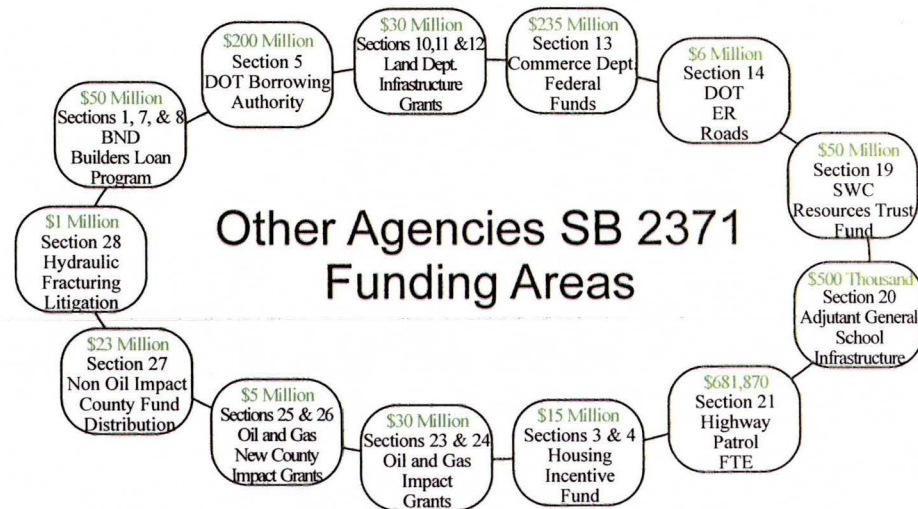 $200 Million
Section 5
DOT Borrowing
Authority
$30 Million
Sections 10,11 &12
Land Dept.
Infrastructure
Grants
$235 Million
Section 13
Commerce Dept.
Federal
Funds
$6 Million
Section 14
DOT
ER
Roads
$50 Million
Section 19
SWC
Resources Trust
Fund
$500 Thousand
Section 20
Adjutant General
School
Infrastructure
$681,870
Section 21
Highway
Patrol
FTE
$15 Million
Sections 3 & 4
Housing
Incentive
Fund
$30 Million
Sections 23 & 24
Oil and Gas
Impact
Grants
$5 Million
Sections 25 & 26
Oil and Gas
New County
Impact Grants
$23 Million
Section 27
Non Oil Impact
County Fund
Distribution
$1 Million
Section 28
Hydraulic
Fracturing
Litigation
$50 Million
Sections 1, 7, & 8
BND
Builders Loan
Program
Other Agencies SB 2371
Funding Areas